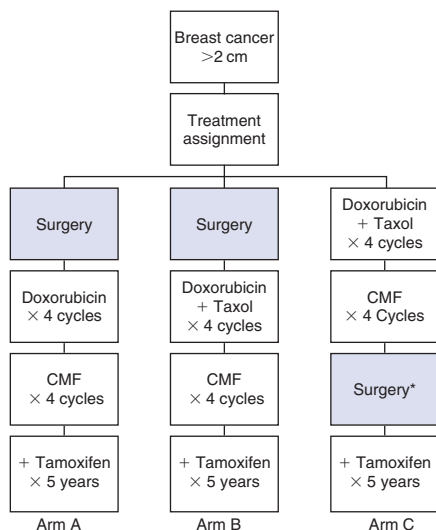 Breast cancer
>2 cm
Treatment
assignment
Surgery
Doxorubicin
× 4 cycles
CMF
× 4 cycles
+ Tamoxifen
× 5 years
Arm A
Surgery
Doxorubicin
+ Taxol
× 4 cycles
CMF
× 4 cycles
+ Tamoxifen
× 5 years
Arm B
Doxorubicin
+ Taxol
× 4 cycles
CMF
× 4 Cycles
Surgery*
+ Tamoxifen
× 5 years
Arm C